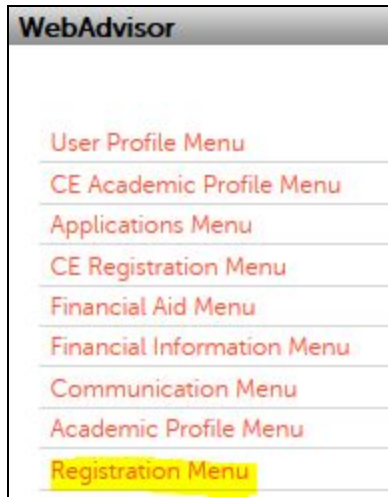 WebAdvisor
User Profile Menu
CE Academic Profile Menu
Applications Menu
CE Registration Menu
Financial Aid Menu
Financial Information Menu
Communication Menu
Academic Profile Menu
Registration Menu